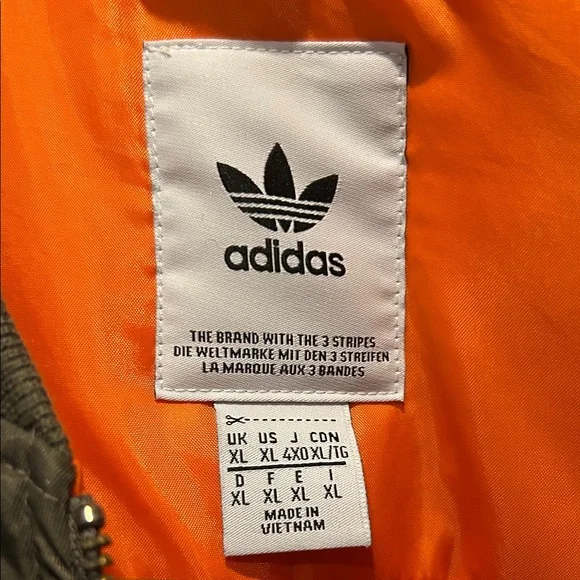 adidas
THE BRAND WITH THE 3 STRIPES
DIE WELTMARKE MIT DEN 3 STREIFEN
LA MARQUE AUX 3 BANDES
UK US J CDN
XL XL 4XO XL/TG
D F E I
XL XL XL XL
MADE IN
VIETNAM